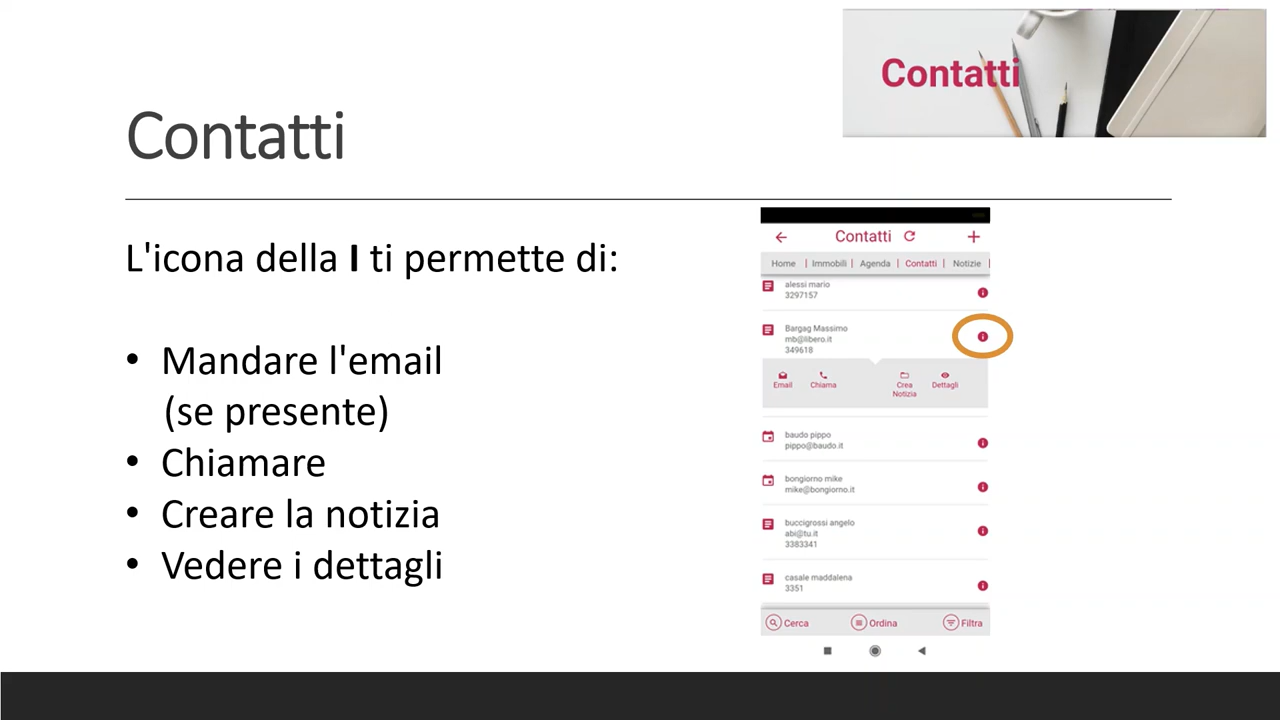 Contatti
Contatti
L'icona della I ti permette di:
• Mandare l'email
(se presente)
• Chiamare
• Creare la notizia
• Vedere i dettagli
Contatti
Home | Immobili | Agenda | Contatti | Notizie |
alessi mario
3297157
Bargag Massimo
mb@libero.it
349618
Email Chiama Crea Notizia Dettagli
baudo pippo
pippo@baudo.it
bongiorno mike
mike@bongiorno.it
buccigrossi angelo
abi@tu.it
3383341
casale maddalena
3351
Cerca Ordina Filtra